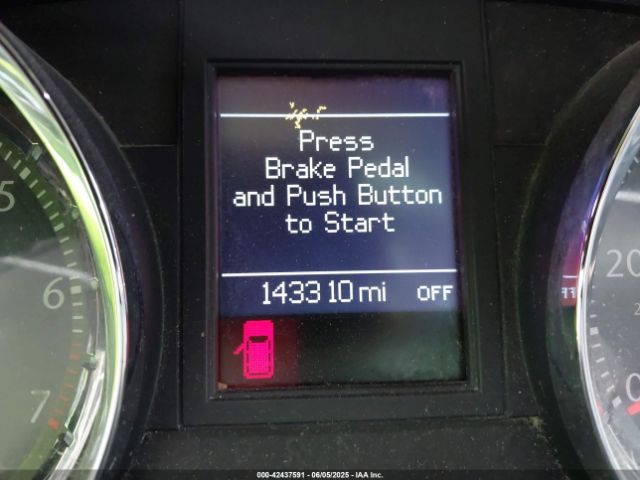 Press
Brake Pedal
and Push Button
to Start
143310 mi OFF
5
6
7
20
0
000-42437591 - 06/05/2025 - IAA Inc.